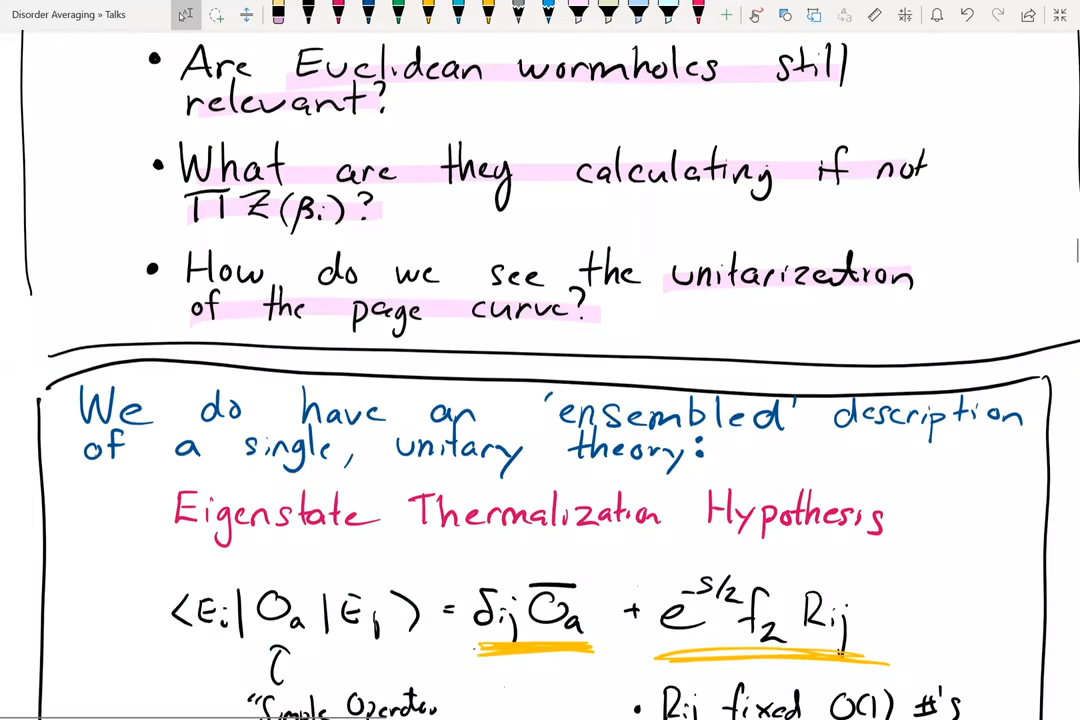 Disorder Averaging » Talks
• Are Euclidean wormholes still
relevant?
• What are they calculating if not
ΠZ(βi)?
• How do we see the unitarization
of the page curve?
We do have an 'ensembled' description
of a single, unitary theory:
Eigenstate Thermalization Hypothesis
<Ei|Oa|Ej> = δij Ōa + e^{-S/2} f2 Rij
"Simple Operator
• Rij fixed O(1) #'s